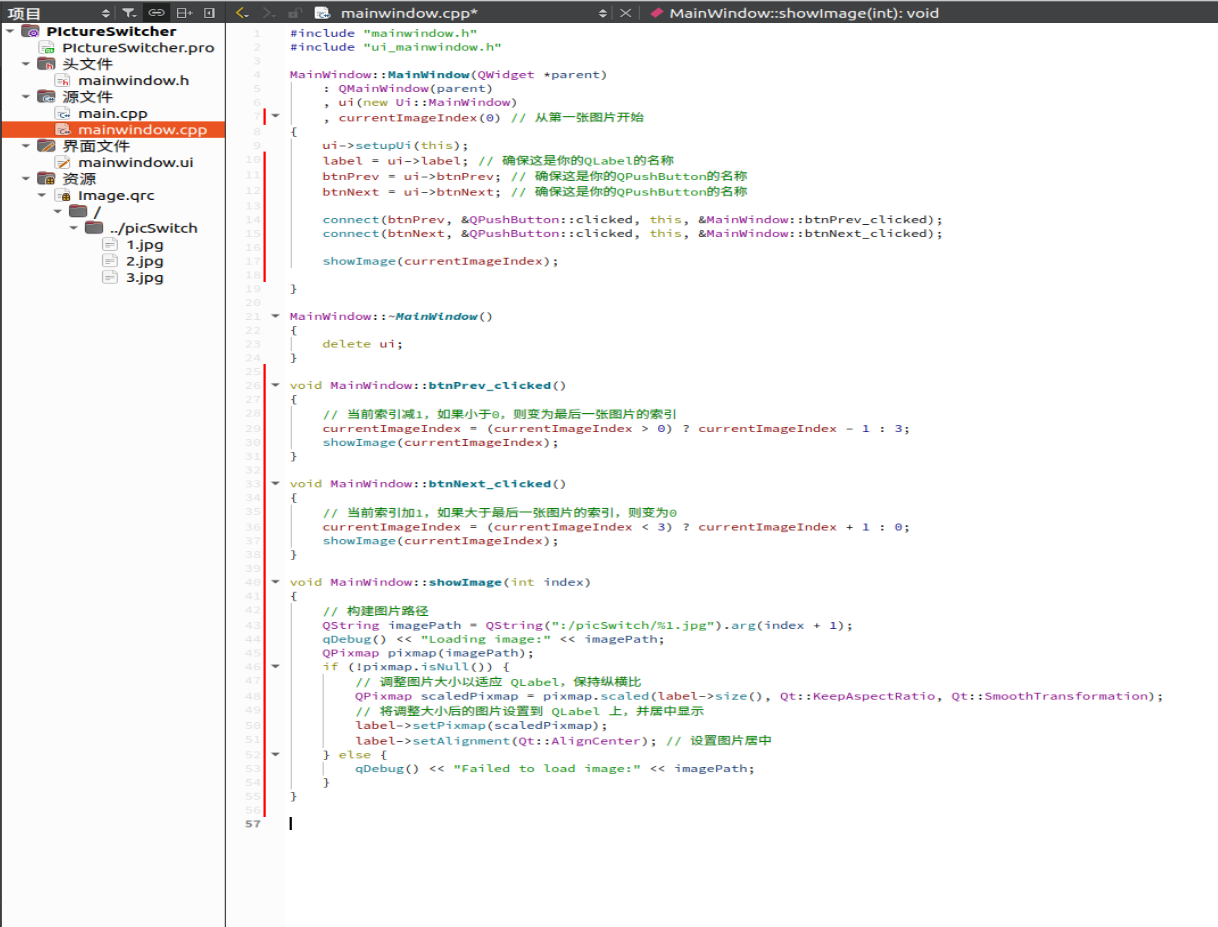 项目
mainwindow.cpp*
MainWindow::showImage(int): void
PIctureSwitcher
PIctureSwitcher.pro
头文件
mainwindow.h
源文件
main.cpp
mainwindow.cpp
界面文件
mainwindow.ui
资源
Image.qrc
/
../picSwitch
1.jpg
2.jpg
3.jpg
1 #include "mainwindow.h"
2 #include "ui_mainwindow.h"
3
4 MainWindow::MainWindow(QWidget *parent)
5     : QMainWindow(parent)
6     , ui(new Ui::MainWindow)
7     , currentImageIndex(0) // 从第一张图片开始
8 {
9     ui->setupUi(this);
10     label = ui->label; // 确保这是你的QLabel的名称
11     btnPrev = ui->btnPrev; // 确保这是你的QPushButton的名称
12     btnNext = ui->btnNext; // 确保这是你的QPushButton的名称
13
14     connect(btnPrev, &QPushButton::clicked, this, &MainWindow::btnPrev_clicked);
15     connect(btnNext, &QPushButton::clicked, this, &MainWindow::btnNext_clicked);
16
17     showImage(currentImageIndex);
18
19 }
20
21 MainWindow::~MainWindow()
22 {
23     delete ui;
24 }
25
26 void MainWindow::btnPrev_clicked()
27 {
28     // 当前索引减1，如果小于0，则变为最后一张图片的索引
29     currentImageIndex = (currentImageIndex > 0) ? currentImageIndex - 1 : 3;
30     showImage(currentImageIndex);
31 }
32
33 void MainWindow::btnNext_clicked()
34 {
35     // 当前索引加1，如果大于最后一张图片的索引，则变为0
36     currentImageIndex = (currentImageIndex < 3) ? currentImageIndex + 1 : 0;
37     showImage(currentImageIndex);
38 }
39
40 void MainWindow::showImage(int index)
41 {
42     // 构建图片路径
43     QString imagePath = QString(":/picSwitch/%1.jpg").arg(index + 1);
44     qDebug() << "Loading image:" << imagePath;
45     QPixmap pixmap(imagePath);
46     if (!pixmap.isNull()) {
47         // 调整图片大小以适应 QLabel，保持纵横比
48         QPixmap scaledPixmap = pixmap.scaled(label->size(), Qt::KeepAspectRatio, Qt::SmoothTransformation);
49         // 将调整大小后的图片设置到 QLabel 上，并居中显示
50         label->setPixmap(scaledPixmap);
51         label->setAlignment(Qt::AlignCenter); // 设置图片居中
52     } else {
53         qDebug() << "Failed to load image:" << imagePath;
54     }
55 }
56
57